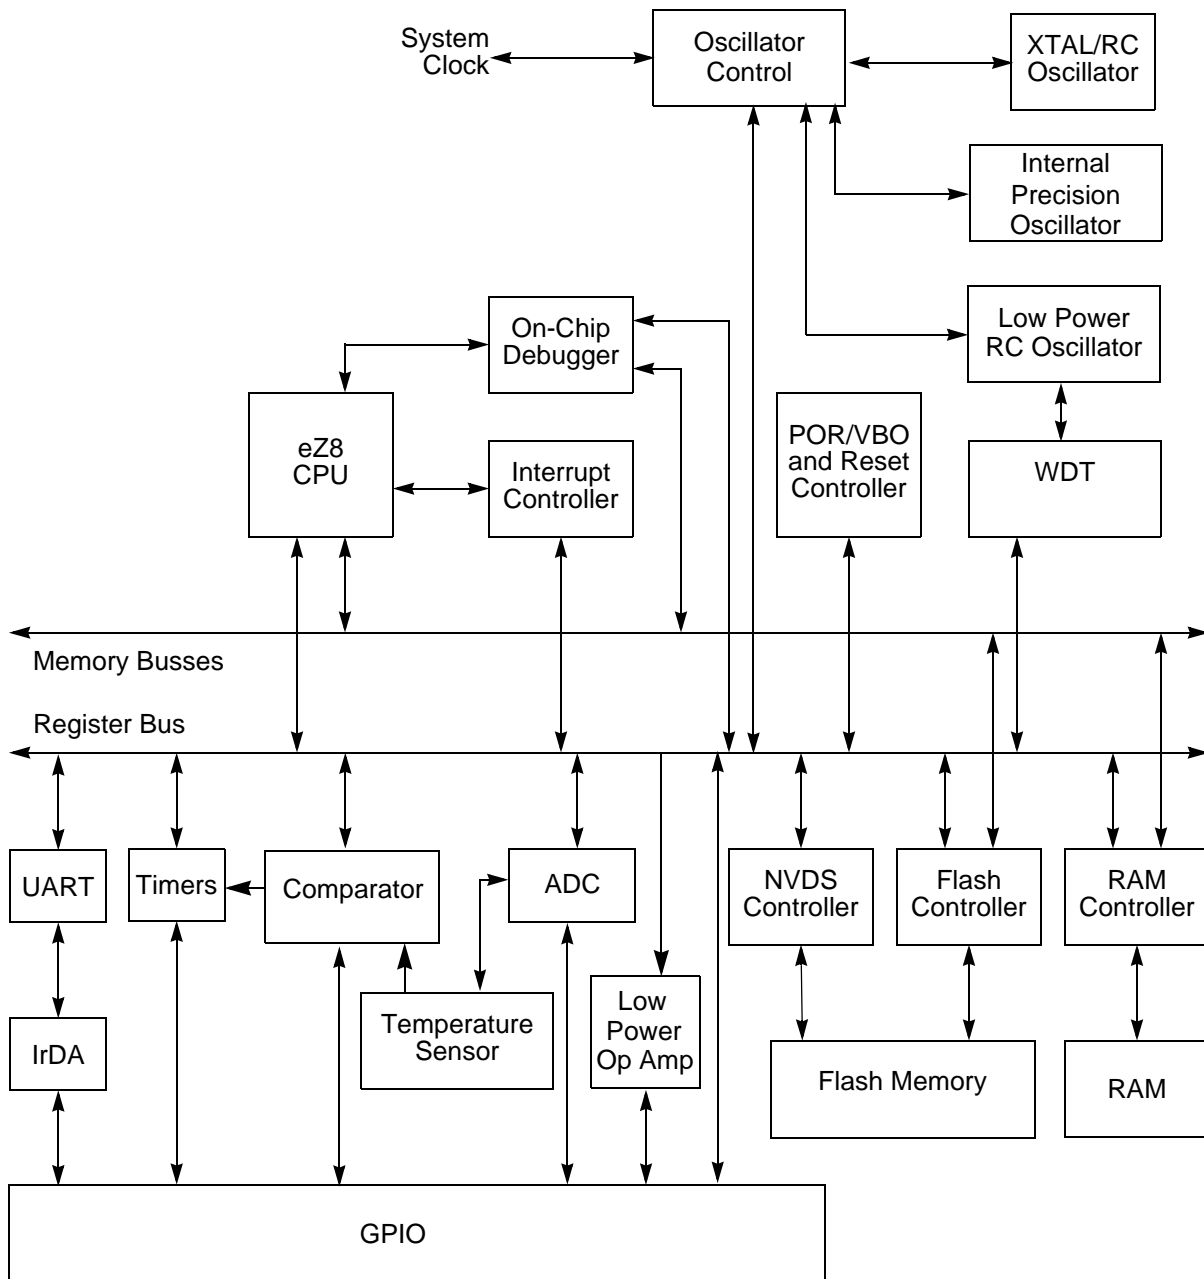 System
Clock
Oscillator
Control
XTAL/RC
Oscillator
Internal
Precision
Oscillator
Low Power
RC Oscillator
On-Chip
Debugger
eZ8
CPU
Interrupt
Controller
POR/VBO
and Reset
Controller
WDT
Memory Busses
Register Bus
UART
Timers
Comparator
ADC
NVDS
Controller
Flash
Controller
RAM
Controller
IrDA
Temperature
Sensor
Low
Power
Op Amp
Flash Memory
RAM
GPIO